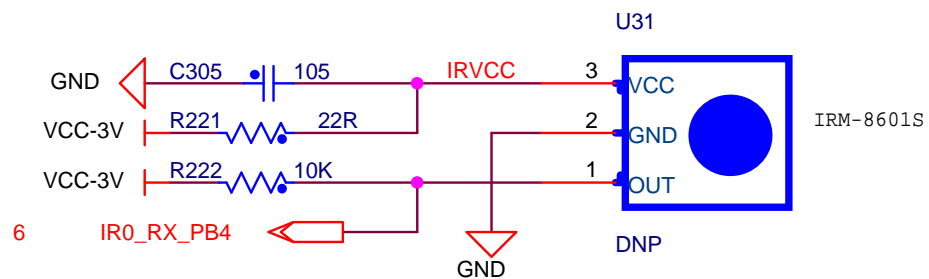 U31
GND C305 105 IRVCC 3 VCC
VCC-3V R221 22R 2 GND IRM-8601S
VCC-3V R222 10K 1 OUT
6 IR0_RX_PB4 DNP
GND